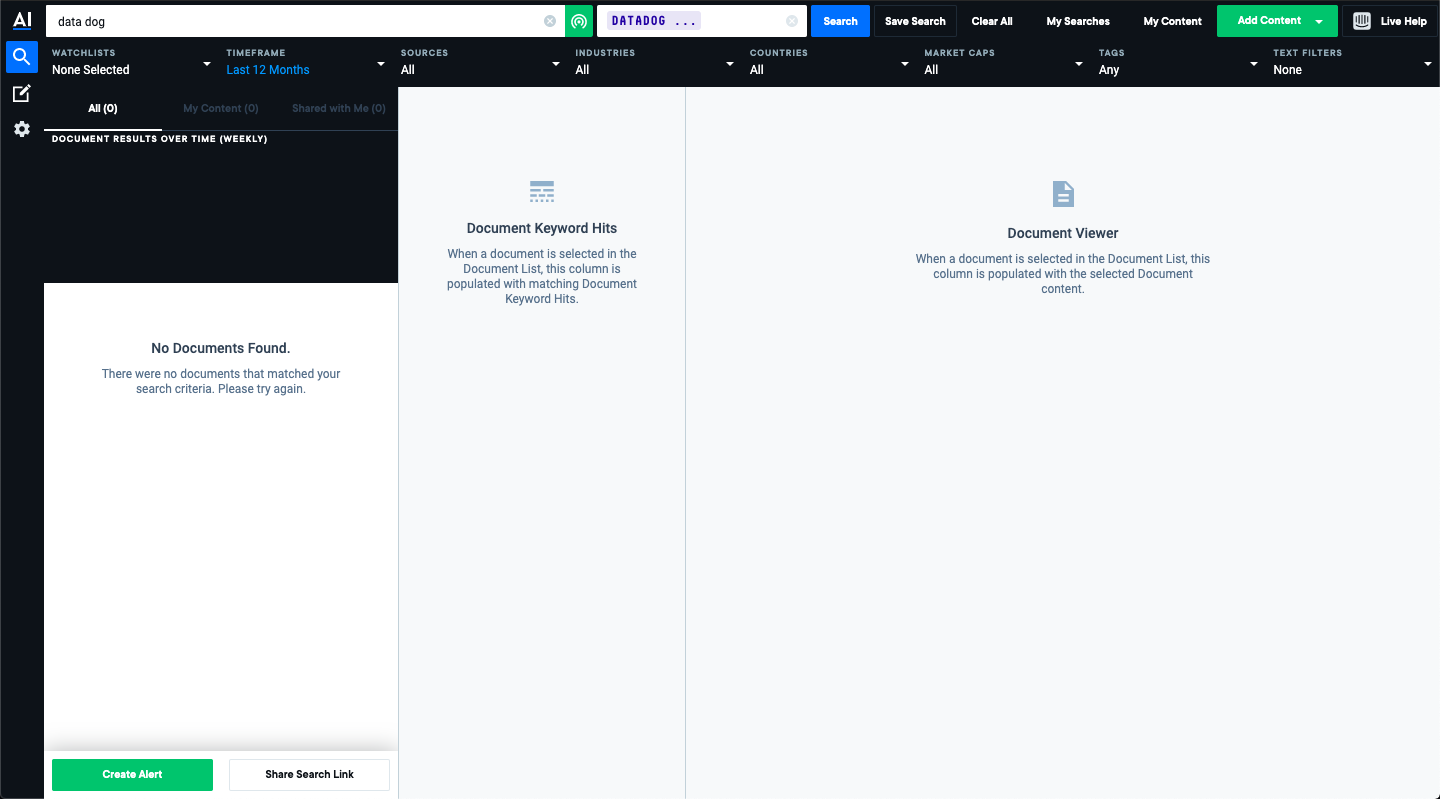 AI
data dog
DATADOG ...
Search
Save Search
Clear All
My Searches
My Content
Add Content
Live Help
WATCHLISTS
None Selected
TIMEFRAME
Last 12 Months
SOURCES
All
INDUSTRIES
All
COUNTRIES
All
MARKET CAPS
All
TAGS
Any
TEXT FILTERS
None
All (0)
My Content (0)
Shared with Me (0)
DOCUMENT RESULTS OVER TIME (WEEKLY)
No Documents Found.
There were no documents that matched your
search criteria. Please try again.
Create Alert
Share Search Link
Document Keyword Hits
When a document is selected in the
Document List, this column is
populated with matching Document
Keyword Hits.
Document Viewer
When a document is selected in the Document List, this
column is populated with the selected Document
content.